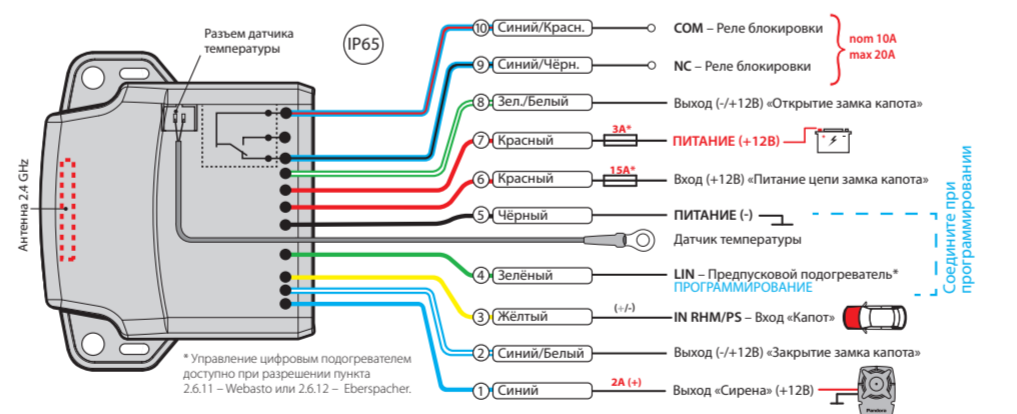 Разъем датчика
температуры
IP65
Антенна 2,4 GHz
10 Синий/Красн. COM – Реле блокировки
nom 10A
max 20A
9 Синий/Чёрн. NC – Реле блокировки
8 Зел./Белый Выход (-/+12В) «Открытие замка капота»
7 Красный 3A* ПИТАНИЕ (+12В)
6 Красный 15A* Вход (+12В) «Питание цепи замка капота»
5 Чёрный ПИТАНИЕ (-)
Датчик температуры
4 Зелёный LIN – Предпусковой подогреватель*
ПРОГРАММИРОВАНИЕ
Соедините при
программировании
3 Жёлтый (+/-) IN RHM/PS – Вход «Капот»
2 Синий/Белый Выход (-/+12В) «Закрытие замка капота»
1 Синий 2A (+) Выход «Сирена» (+12В)
Pandora
* Управление цифровым подогревателем
доступно при разрешении пункта
2.6.11 – Webasto или 2.6.12 – Eberspacher.